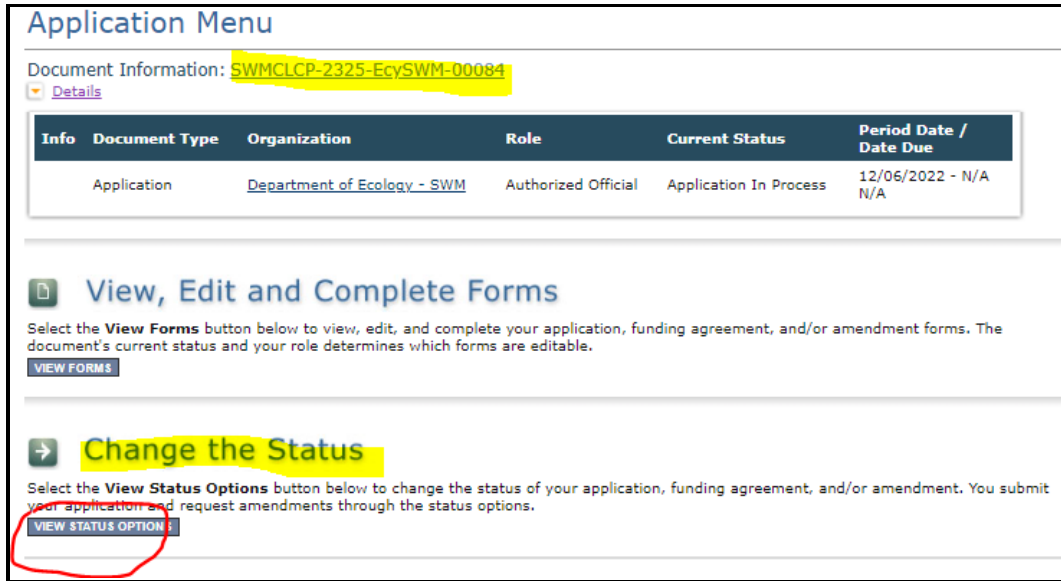 Application Menu
Document Information: SWMCLCP-2325-EcySWM-00084
Details
Info Document Type Organization Role Current Status Period Date / Date Due
Application Department of Ecology - SWM Authorized Official Application In Process 12/06/2022 - N/A N/A
View, Edit and Complete Forms
Select the View Forms button below to view, edit, and complete your application, funding agreement, and/or amendment forms. The
document's current status and your role determines which forms are editable.
VIEW FORMS
Change the Status
Select the View Status Options button below to change the status of your application, funding agreement, and/or amendment. You submit
your application and request amendments through the status options.
VIEW STATUS OPTIONS